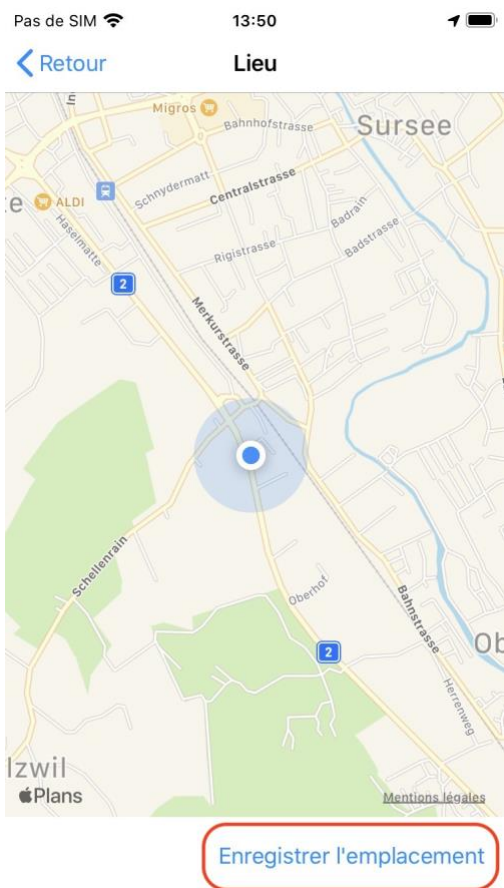 Pas de SIM
13:50
Retour
Lieu
Migros
Bahnhofstrasse
Sursee
Schnydermatt
Centralstrasse
ALDI
Haselmatte
Badrain
Badstrasse
Rigistrasse
2
Merkurstrasse
Schellenrain
Oberhof
Bahnstrasse
2
Ob
Herrenweg
lzwil
Plans
Mentions légales
Enregistrer l'emplacement